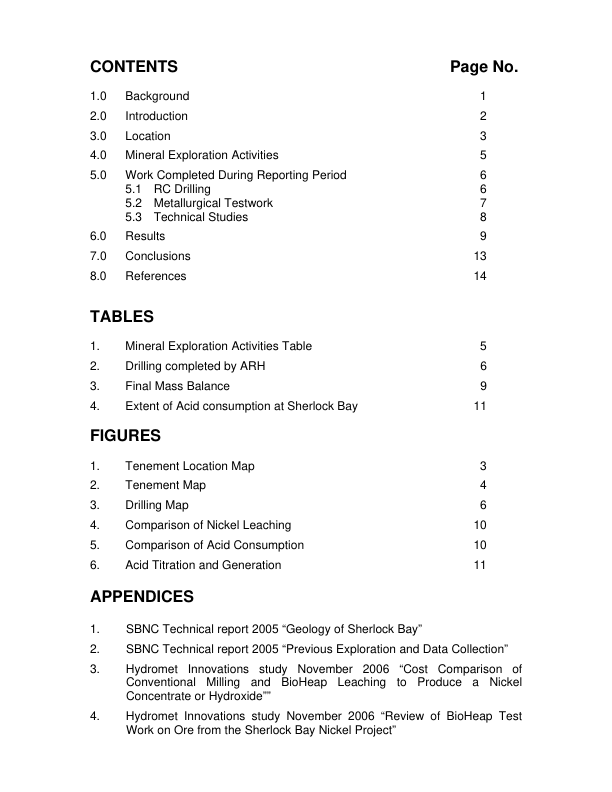 CONTENTS Page No.
1.0 Background 1
2.0 Introduction 2
3.0 Location 3
4.0 Mineral Exploration Activities 5
5.0 Work Completed During Reporting Period 6
5.1 RC Drilling 6
5.2 Metallurgical Testwork 7
5.3 Technical Studies 8
6.0 Results 9
7.0 Conclusions 13
8.0 References 14
TABLES
1. Mineral Exploration Activities Table 5
2. Drilling completed by ARH 6
3. Final Mass Balance 9
4. Extent of Acid consumption at Sherlock Bay 11
FIGURES
1. Tenement Location Map 3
2. Tenement Map 4
3. Drilling Map 6
4. Comparison of Nickel Leaching 10
5. Comparison of Acid Consumption 10
6. Acid Titration and Generation 11
APPENDICES
1. SBNC Technical report 2005 “Geology of Sherlock Bay”
2. SBNC Technical report 2005 “Previous Exploration and Data Collection”
3. Hydromet Innovations study November 2006 “Cost Comparison of
Conventional Milling and BioHeap Leaching to Produce a Nickel
Concentrate or Hydroxide””
4. Hydromet Innovations study November 2006 “Review of BioHeap Test
Work on Ore from the Sherlock Bay Nickel Project”